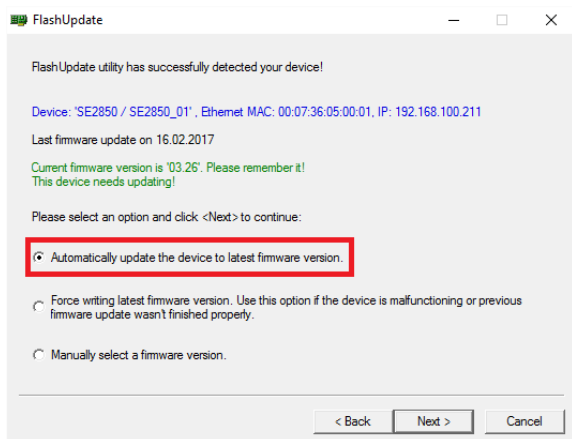 FlashUpdate
FlashUpdate utility has successfully detected your device!
Device: 'SE2850 / SE2850_01' , Ethernet MAC: 00:07:36:05:00:01, IP: 192.168.100.211
Last firmware update on 16.02.2017
Current firmware version is '03.26'. Please remember it!
This device needs updating!
Please select an option and click <Next> to continue:
Automatically update the device to latest firmware version.
Force writing latest firmware version. Use this option if the device is malfunctioning or previous
firmware update wasn't finished properly.
Manually select a firmware version.
< Back Next > Cancel